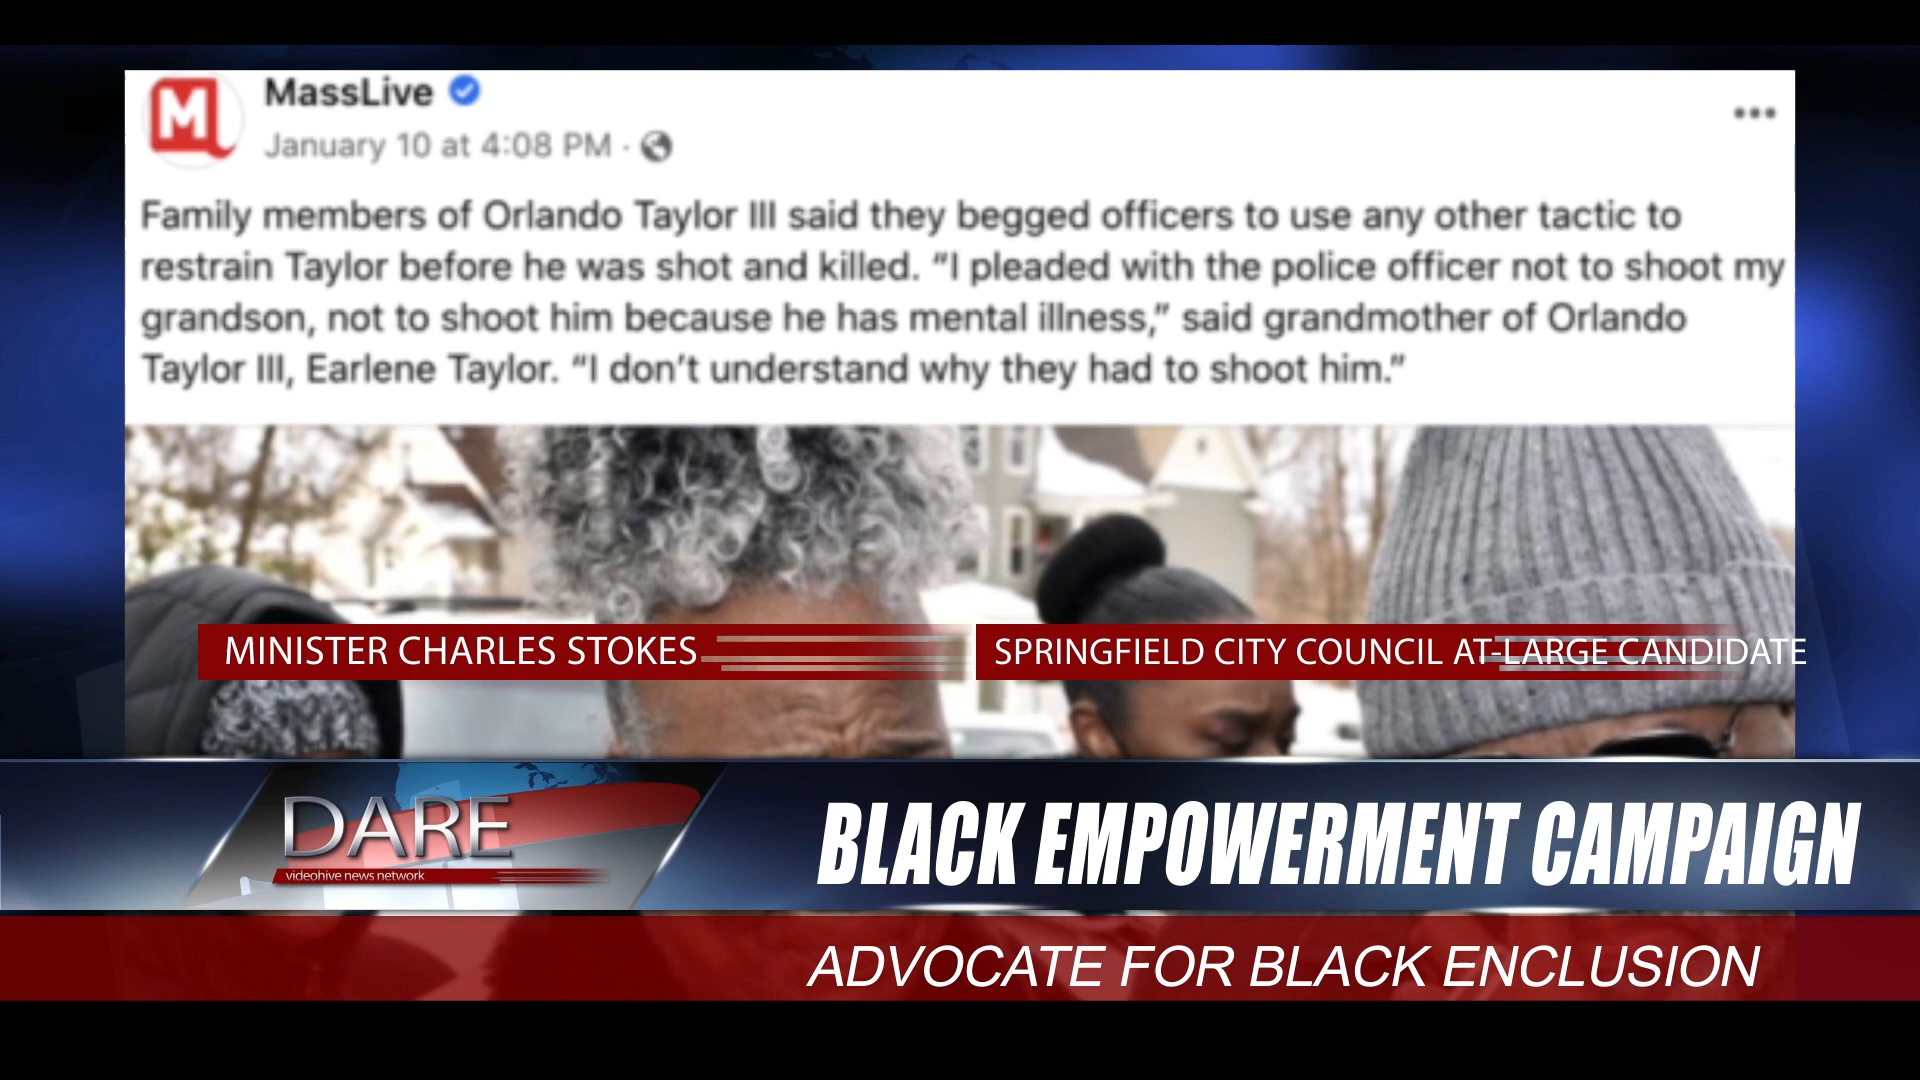 MassLive
January 10 at 4:08 PM ·
Family members of Orlando Taylor III said they begged officers to use any other tactic to
restrain Taylor before he was shot and killed. “I pleaded with the police officer not to shoot my
grandson, not to shoot him because he has mental illness,” said grandmother of Orlando
Taylor III, Earlene Taylor. “I don’t understand why they had to shoot him.”
MINISTER CHARLES STOKES
SPRINGFIELD CITY COUNCIL AT-LARGE CANDIDATE
DARE
videohive news network
BLACK EMPOWERMENT CAMPAIGN
ADVOCATE FOR BLACK ENCLUSION